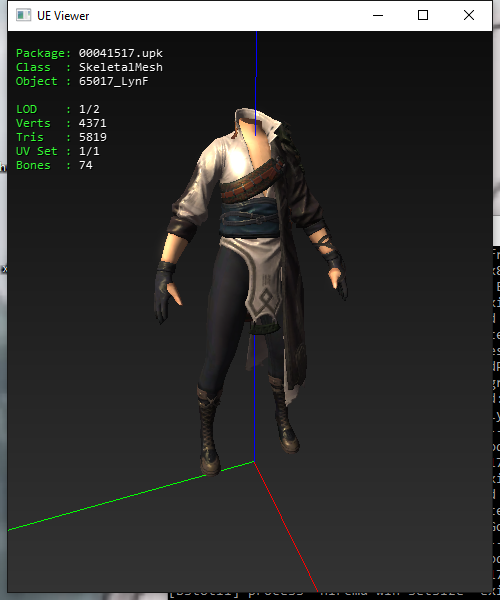 UE Viewer
Package: 00041517.upk
Class : SkeletalMesh
Object : 65017_LynF
LOD : 1/2
Verts : 4371
Tris : 5819
UV Set : 1/1
Bones : 74